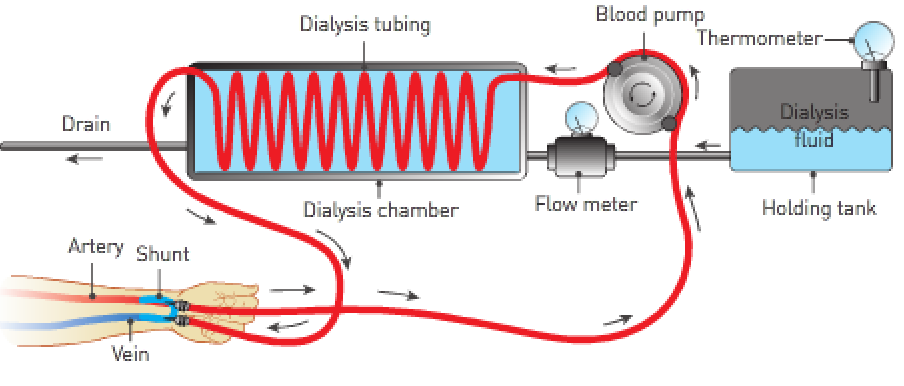 Blood pump
Dialysis tubing
Thermometer
Dialysis
fluid
Drain
Dialysis chamber
Flow meter
Holding tank
Artery
Shunt
Vein